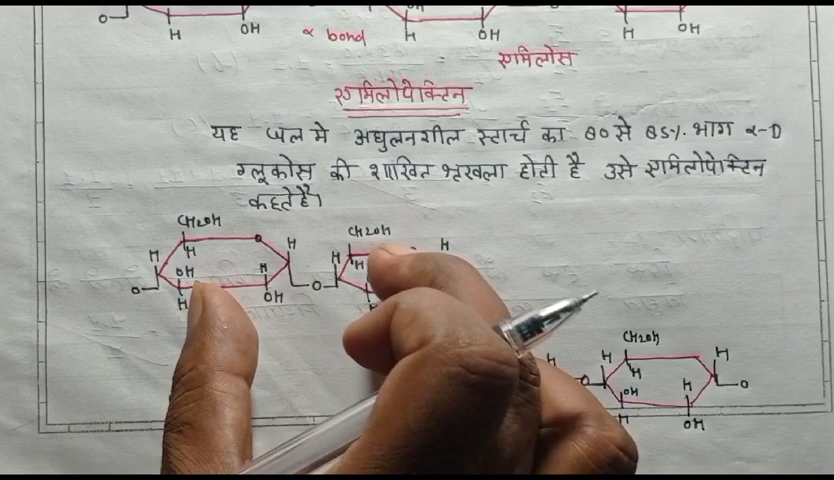 O H OH α bond H OH H OH
एमिलोस
एमिलोपेक्टिन
यह जल मे अघुलनशील स्टार्च का 80 से 85%. भाग α-D
ग्लूकोस की शाखित श्रृखला होती है उसे एमिलोपेक्टिन
कहते है।
CH2OH CH2OH
H H H H H
OH H
O H OH O H
CH2OH
H H H H
O OH H O
H OH